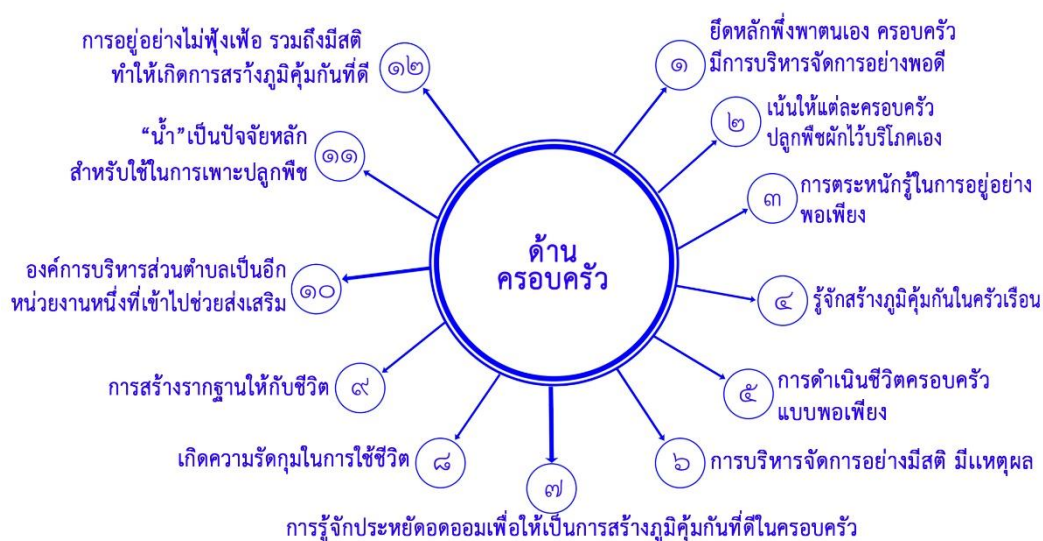 ด้าน
ครอบครัว
๑
ยึดหลักพึ่งพาตนเอง ครอบครัว
มีการบริหารจัดการอย่างพอดี
๒
เน้นให้แต่ละครอบครัว
ปลูกพืชผักไว้บริโภคเอง
๓
การตระหนักรู้ในการอยู่อย่าง
พอเพียง
๔
รู้จักสร้างภูมิคุ้มกันในครัวเรือน
๕
การดำเนินชีวิตครอบครัว
แบบพอเพียง
๖
การบริหารจัดการอย่างมีสติ มีเเหตุผล
๗
การรู้จักประหยัดอดออมเพื่อให้เป็นการสร้างภูมิคุ้มกันที่ดีในครอบครัว
๘
เกิดความรัดกุมในการใช้ชีวิต
๙
การสร้างรากฐานให้กับชีวิต
๑๐
องค์การบริหารส่วนตำบลเป็นอีก
หน่วยงานหนึ่งที่เข้าไปช่วยส่งเสริม
๑๑
“น้ำ”เป็นปัจจัยหลัก
สำหรับใช้ในการเพาะปลูกพืช
๑๒
การอยู่อย่างไม่ฟุ้งเฟ้อ รวมถึงมีสติ
ทำให้เกิดการสร้างภูมิคุ้มกันที่ดี